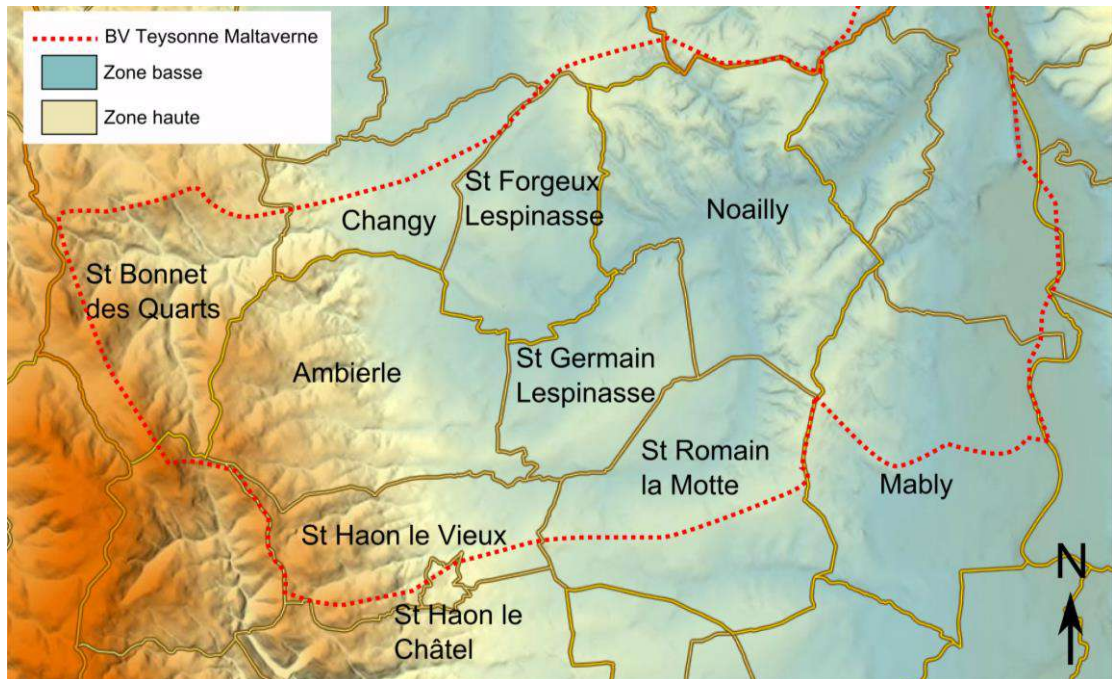 BV Teysonne Maltaverne
Zone basse
Zone haute
St Forgeux
Lespinasse
Changy
Noailly
St Bonnet
des Quarts
Ambierle
St Germain
Lespinasse
St Romain
la Motte
Mably
St Haon le Vieux
St Haon le
Châtel
N